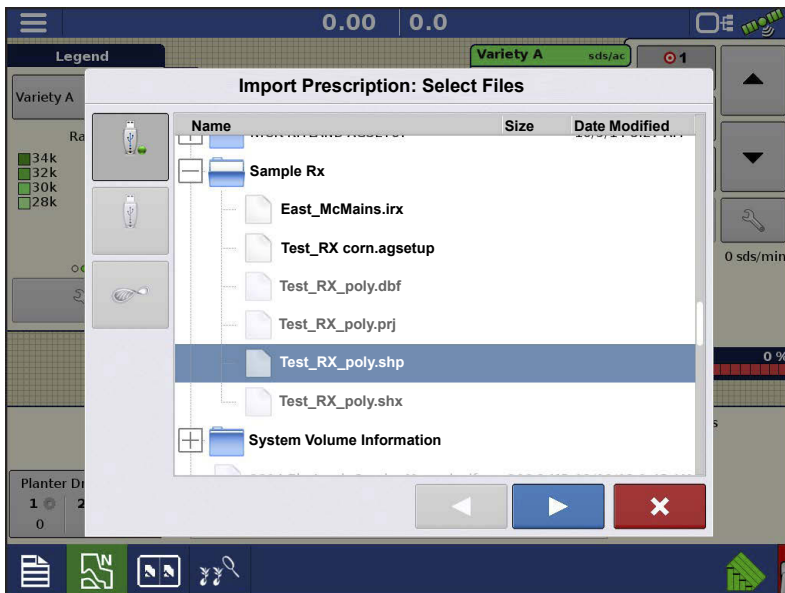 0.00 0.0
Legend
Variety A sds/ac 1
Import Prescription: Select Files
Variety A
Name Size Date Modified
Ra
34k
32k
30k
28k
Sample Rx
East_McMains.irx
Test_RX corn.agsetup
0 sds/min
Test_RX_poly.dbf
Test_RX_poly.prj
Test_RX_poly.shp
0 %
Test_RX_poly.shx
s
System Volume Information
Planter Dr
1 2
0
N